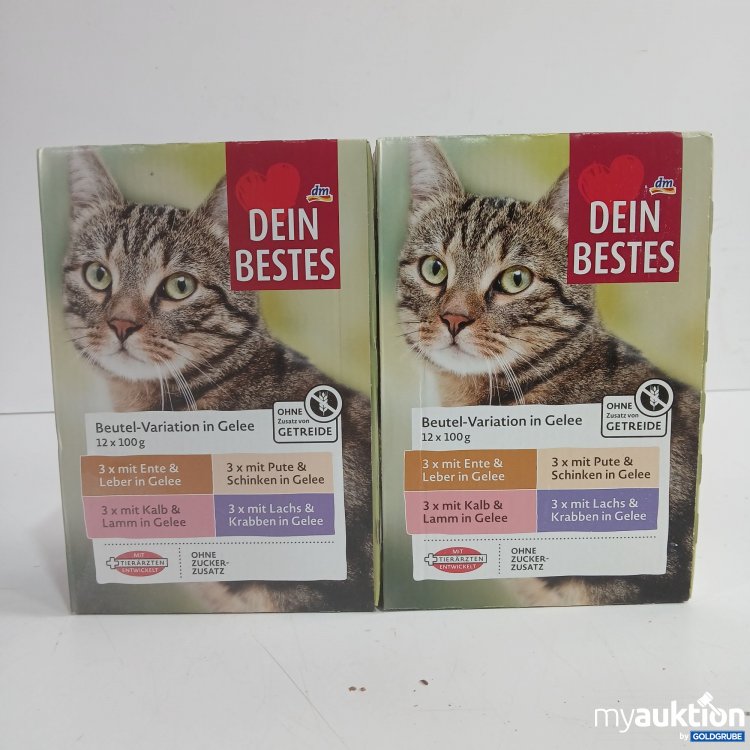 dm
DEIN
BESTES
Beutel-Variation in Gelee
12 x 100 g
OHNE
Zusatz von
GETREIDE
3 x mit Ente &
Leber in Gelee
3 x mit Pute &
Schinken in Gelee
3 x mit Kalb &
Lamm in Gelee
3 x mit Lachs &
Krabben in Gelee
MIT
TIERÄRZTEN
ENTWICKELT
OHNE
ZUCKER-
ZUSATZ
dm
DEIN
BESTES
Beutel-Variation in Gelee
12 x 100 g
OHNE
Zusatz von
GETREIDE
3 x mit Ente &
Leber in Gelee
3 x mit Pute &
Schinken in Gelee
3 x mit Kalb &
Lamm in Gelee
3 x mit Lachs &
Krabben in Gelee
MIT
TIERÄRZTEN
ENTWICKELT
OHNE
ZUCKER-
ZUSATZ
myauktion
by GOLDGRUBE